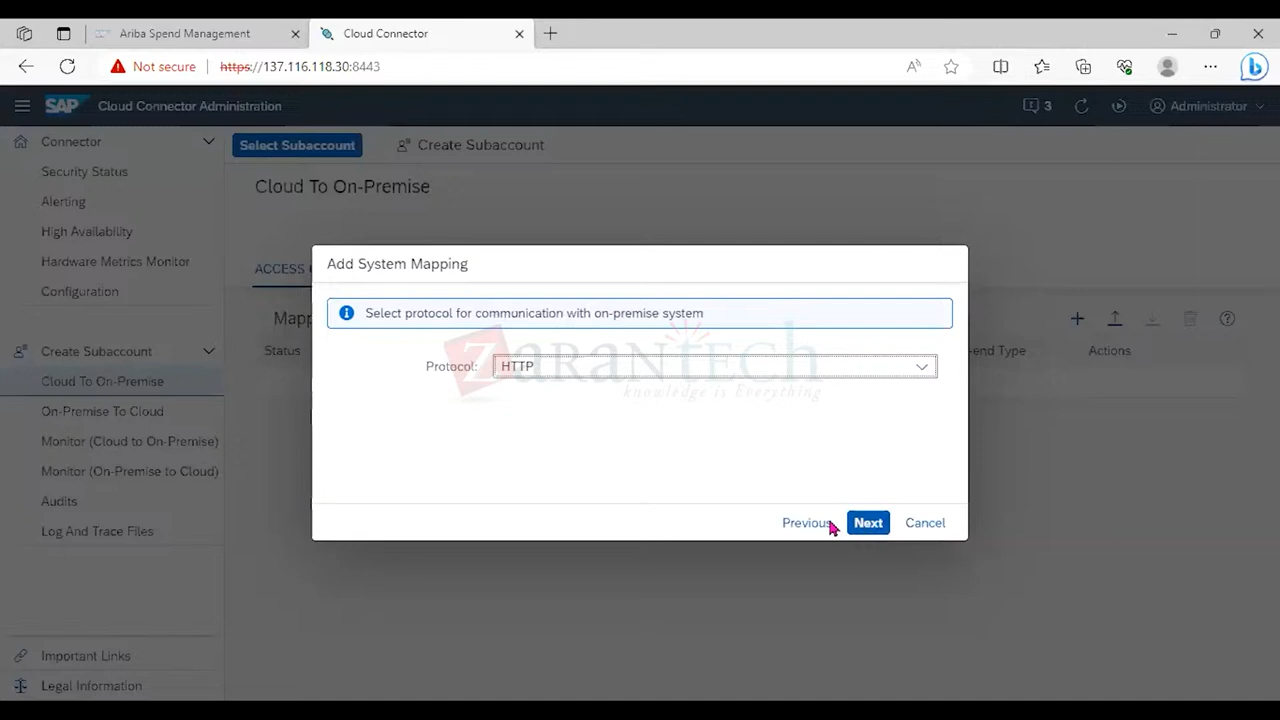 Ariba Spend Management
Cloud Connector
Not secure
https://137.116.118.30:8443
SAP
Cloud Connector Administration
3
Administrator
Connector
Security Status
Alerting
High Availability
Hardware Metrics Monitor
Configuration
Create Subaccount
Cloud To On-Premise
On-Premise To Cloud
Monitor (Cloud to On-Premise)
Monitor (On-Premise to Cloud)
Audits
Log And Trace Files
Important Links
Legal Information
Select Subaccount
Create Subaccount
Cloud To On-Premise
ACCESS
Mapp
Status
-end Type
Actions
Add System Mapping
Select protocol for communication with on-premise system
Protocol: HTTP
ZaranTech
knowledge is Everything
Previous Next Cancel